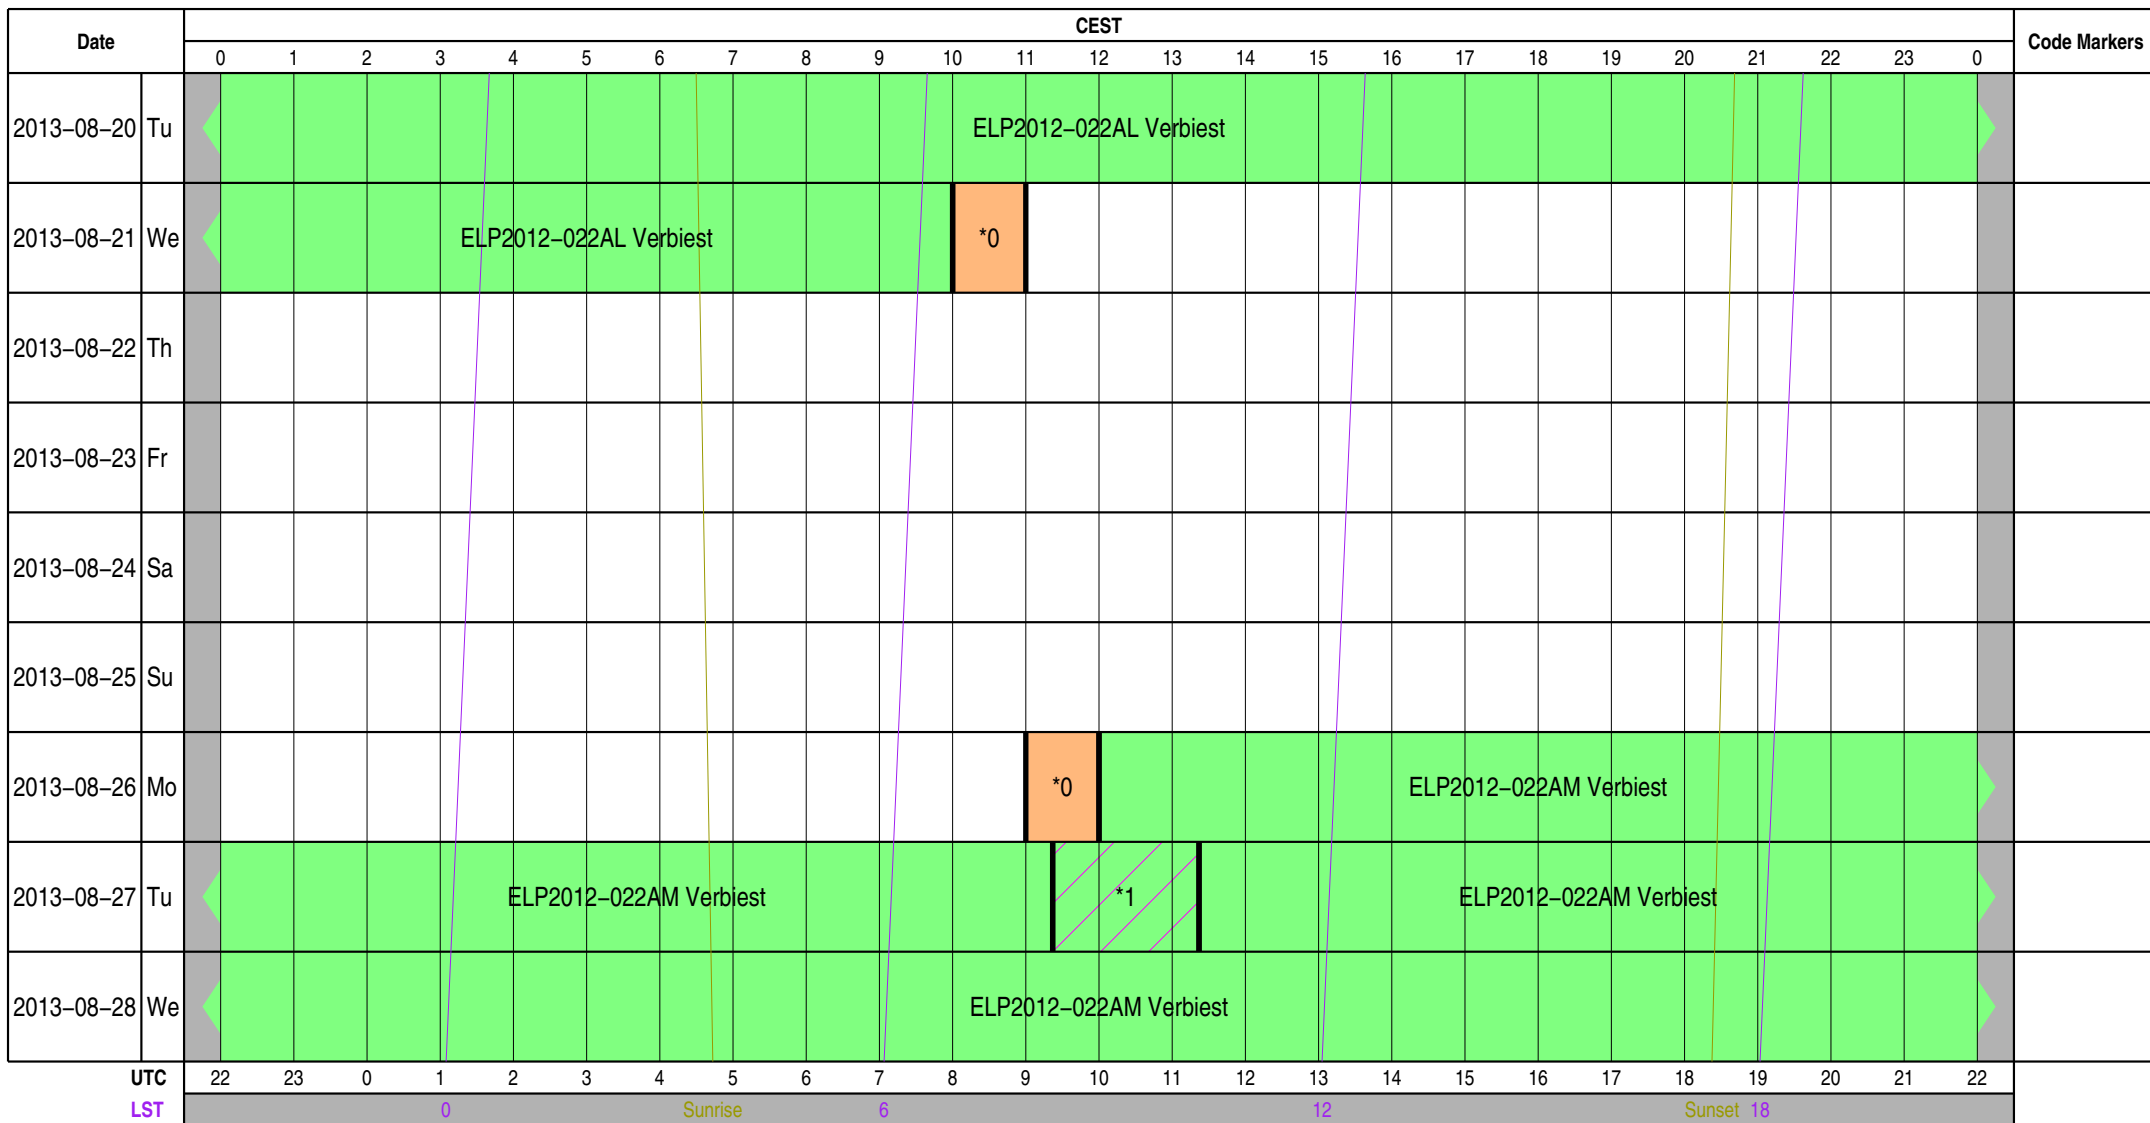 Date CEST Code Markers
0 1 2 3 4 5 6 7 8 9 10 11 12 13 14 15 16 17 18 19 20 21 22 23 0
2013-08-20 Tu ELP2012-022AL Verbiest
2013-08-21 We ELP2012-022AL Verbiest *0
2013-08-22 Th
2013-08-23 Fr
2013-08-24 Sa
2013-08-25 Su
2013-08-26 Mo *0 ELP2012-022AM Verbiest
2013-08-27 Tu ELP2012-022AM Verbiest *1 ELP2012-022AM Verbiest
2013-08-28 We ELP2012-022AM Verbiest
UTC 22 23 0 1 2 3 4 5 6 7 8 9 10 11 12 13 14 15 16 17 18 19 20 21 22
LST 0 Sunrise 6 12 Sunset 18